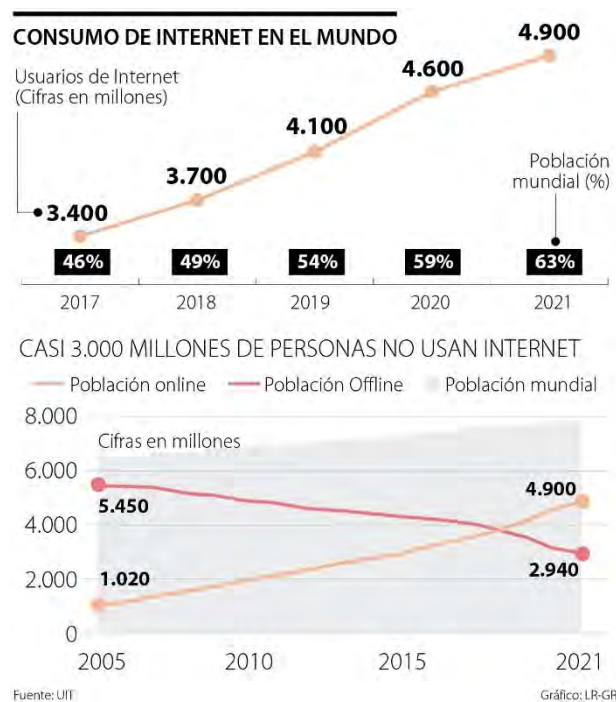 CONSUMO DE INTERNET EN EL MUNDO
Usuarios de Internet
(Cifras en millones)
3.400
3.700
4.100
4.600
4.900
Población
mundial (%)
46%
49%
54%
59%
63%
2017
2018
2019
2020
2021
CASI 3.000 MILLONES DE PERSONAS NO USAN INTERNET
Población online
Población Offline
Población mundial
8.000
Cifras en millones
6.000
5.450
4.900
4.000
2.940
2.000
1.020
0
2005
2010
2015
2021
Fuente: UIT
Gráfico: LR-GR